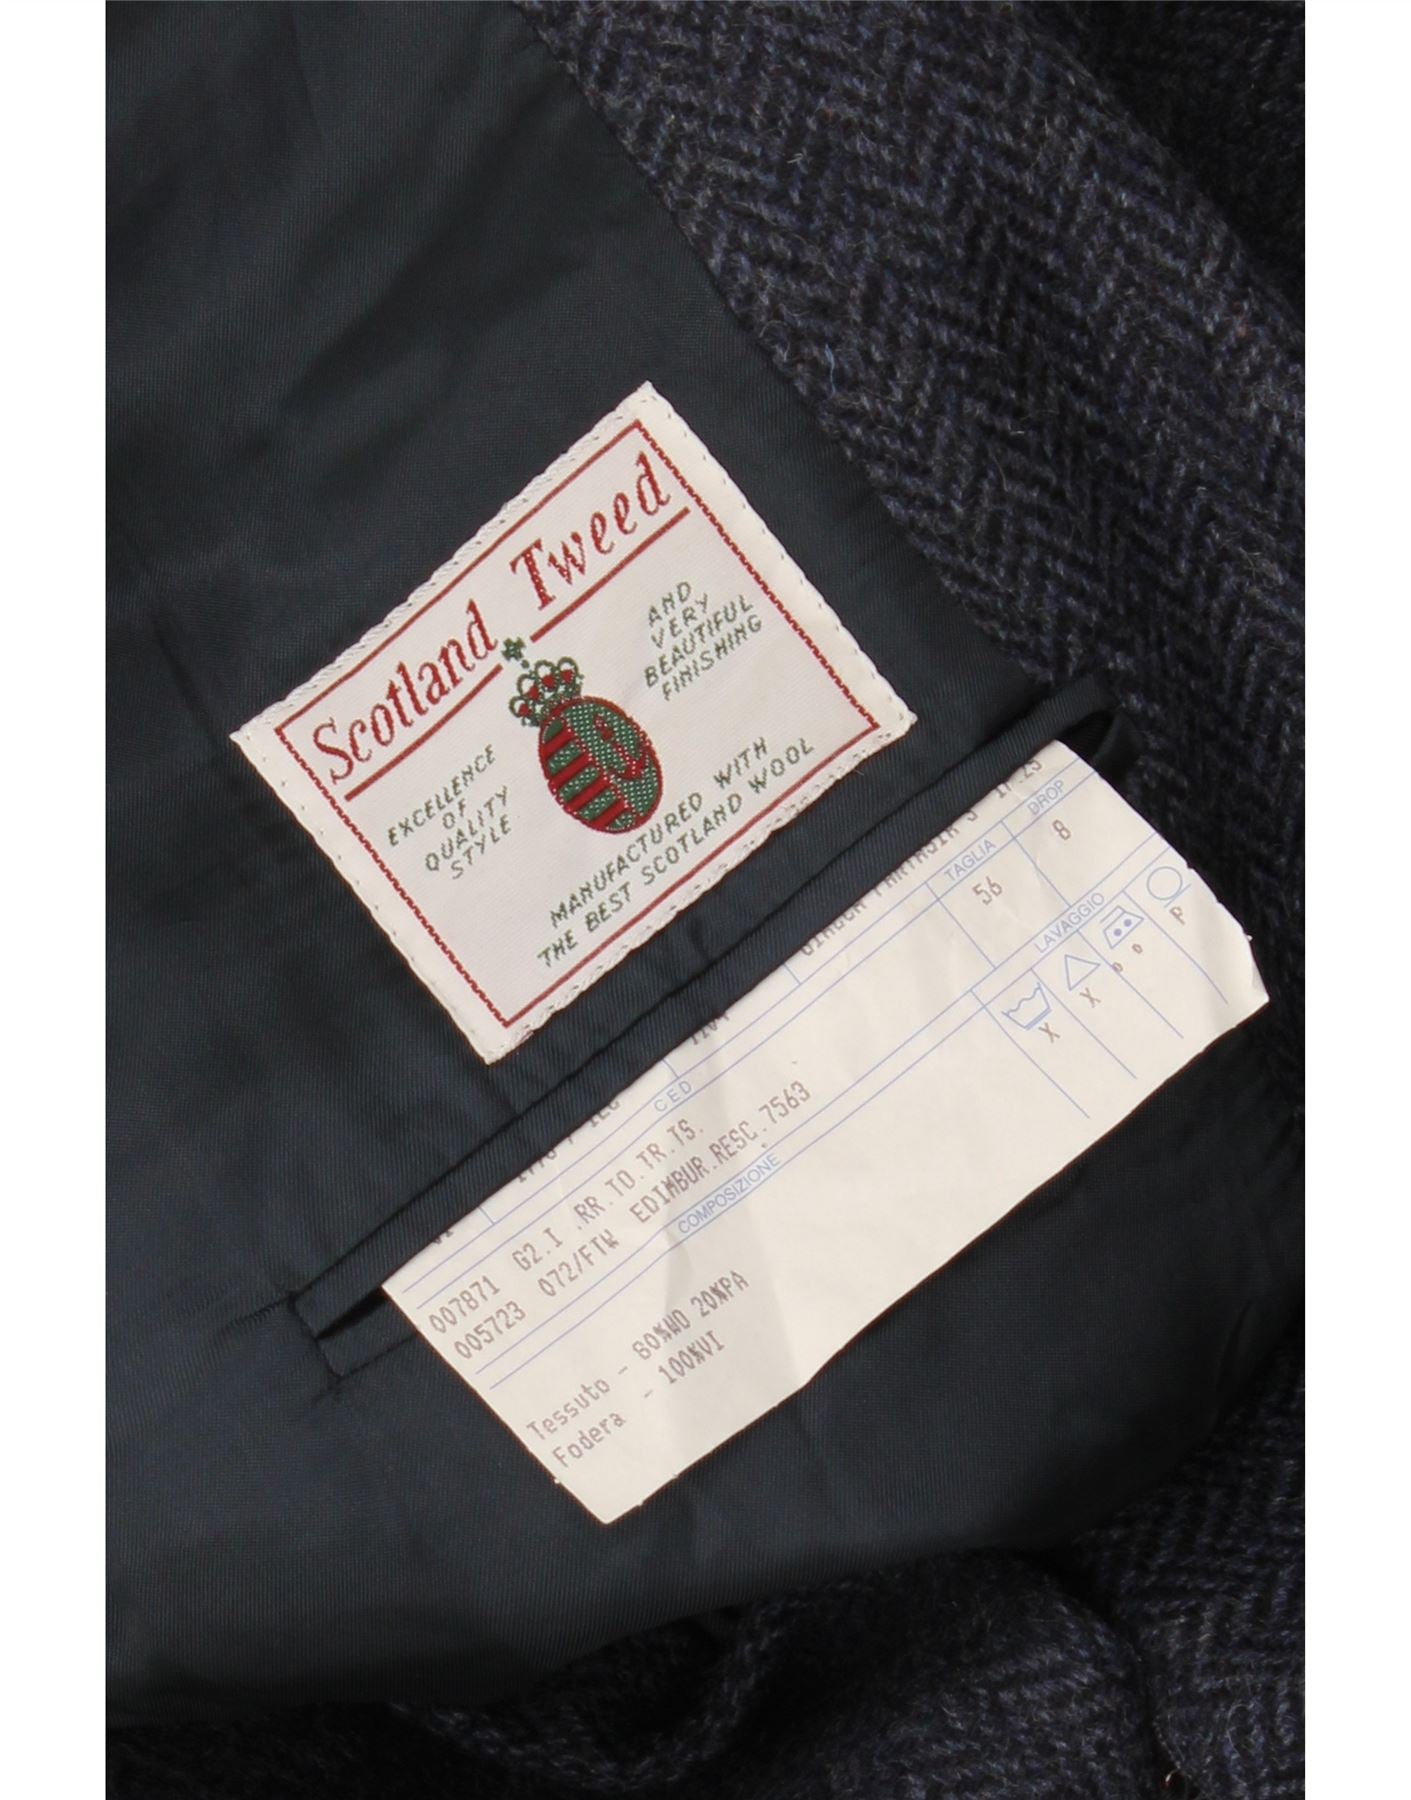 Scotland Tweed
EXCELLENCE
OF
QUALITY
STYLE
AND
VERY
BEAUTIFUL
FINISHING
MANUFACTURED WITH
THE BEST SCOTLAND WOOL
TAGLIA
DROP
56
8
LAVAGGIO
X
X
P
CED
007871 G2.I .RR.TO.TR.TS.
005723 072/FTW EDIMBUR.RESC.7563
COMPOSIZIONE
Tessuto - 80%WO 20%PA
Fodera - 100%VI